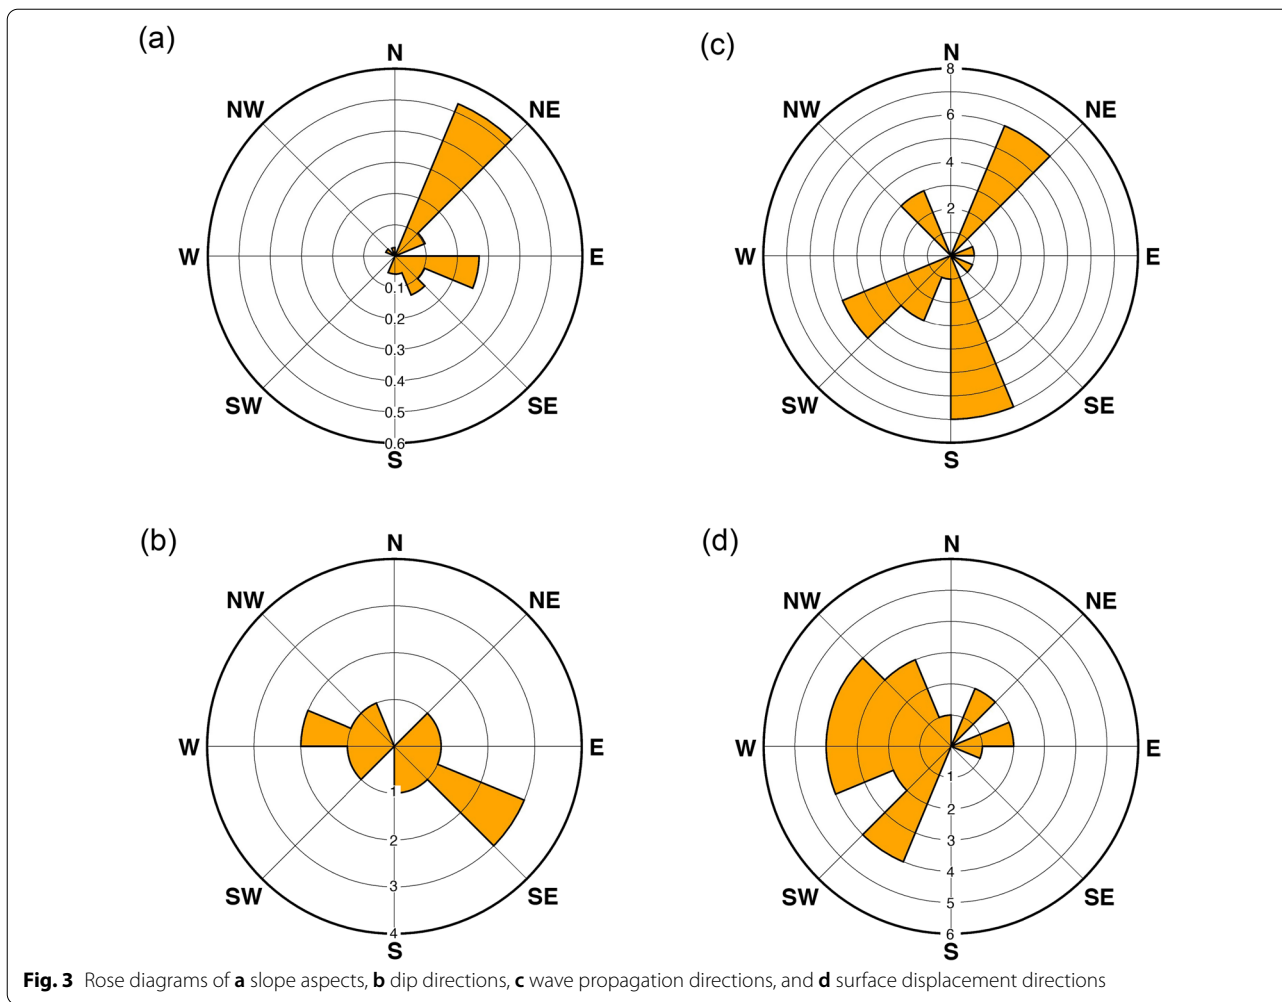 (a)
N
NW
NE
W
E
0.1
0.2
0.3
0.4
0.5
0.6
SW
SE
S
(c)
N
8
NW
NE
6
4
2
W
E
SW
SE
S
(b)
N
NW
NE
W
E
1
2
3
4
SW
SE
S
(d)
N
NW
NE
W
E
1
2
3
4
5
6
SW
SE
S
Fig. 3 Rose diagrams of a slope aspects, b dip directions, c wave propagation directions, and d surface displacement directions